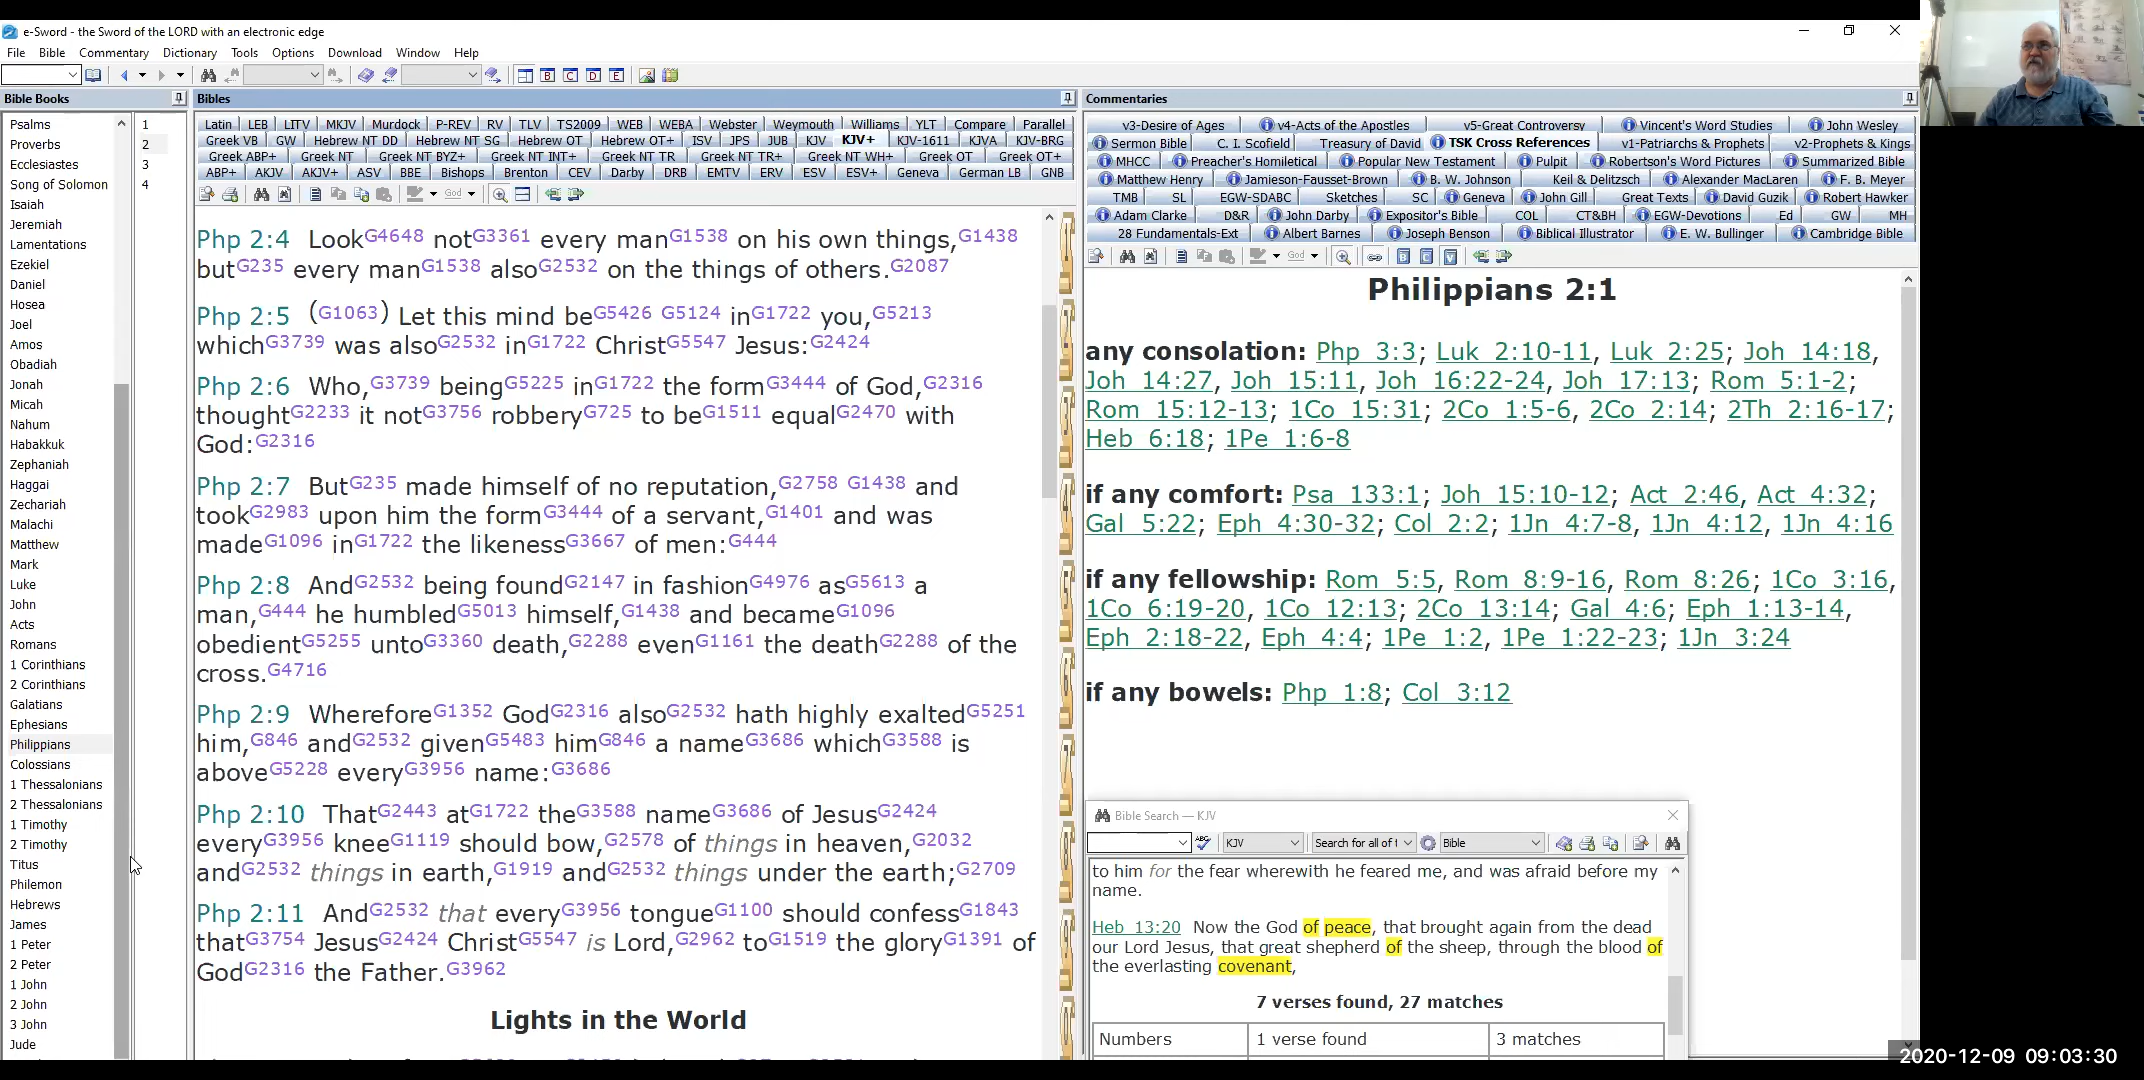 e-Sword - the Sword of the LORD with an electronic edge
File Bible Commentary Dictionary Tools Options Download Window Help
B C D E
Bible Books
Psalms 1
Proverbs 2
Ecclesiastes 3
Song of Solomon 4
Isaiah
Jeremiah
Lamentations
Ezekiel
Daniel
Hosea
Joel
Amos
Obadiah
Jonah
Micah
Nahum
Habakkuk
Zephaniah
Haggai
Zechariah
Malachi
Matthew
Mark
Luke
John
Acts
Romans
1 Corinthians
2 Corinthians
Galatians
Ephesians
Philippians
Colossians
1 Thessalonians
2 Thessalonians
1 Timothy
2 Timothy
Titus
Philemon
Hebrews
James
1 Peter
2 Peter
1 John
2 John
3 John
Jude
Bibles
Latin LEB LITV MKJV Murdock P-REV RV TLV TS2009 WEB WEBA Webster Weymouth Williams YLT Compare Parallel
Greek VB GW Hebrew NT DD Hebrew NT SG Hebrew OT Hebrew OT+ ISV JPS JUB KJV KJV+ KJV-1611 KJVA KJV-BRG
Greek ABP+ Greek NT Greek NT BYZ+ Greek NT INT+ Greek NT TR Greek NT TR+ Greek NT WH+ Greek OT Greek OT+
ABP+ AKJV AKJV+ ASV BBE Bishops Brenton CEV Darby DRB EMTV ERV ESV ESV+ Geneva German LB GNB
God
Php 2:4 LookG4648 notG3361 every manG1538 on his own things,G1438
butG235 every manG1538 alsoG2532 on the things of others.G2087
Php 2:5 (G1063) Let this mind beG5426 G5124 inG1722 you,G5213
whichG3739 was alsoG2532 inG1722 ChristG5547 Jesus:G2424
Php 2:6 Who,G3739 beingG5225 inG1722 the formG3444 of God,G2316
thoughtG2233 it notG3756 robberyG725 to beG1511 equalG2470 with
God:G2316
Php 2:7 ButG235 made himself of no reputation,G2758 G1438 and
tookG2983 upon him the formG3444 of a servant,G1401 and was
madeG1096 inG1722 the likenessG3667 of men:G444
Php 2:8 AndG2532 being foundG2147 in fashionG4976 asG5613 a
man,G444 he humbledG5013 himself,G1438 and becameG1096
obedientG5255 untoG3360 death,G2288 evenG1161 the deathG2288 of the
cross.G4716
Php 2:9 WhereforeG1352 GodG2316 alsoG2532 hath highly exaltedG5251
him,G846 andG2532 givenG5483 himG846 a nameG3686 whichG3588 is
aboveG5228 everyG3956 name:G3686
Php 2:10 ThatG2443 atG1722 theG3588 nameG3686 of JesusG2424
everyG3956 kneeG1119 should bow,G2578 of things in heaven,G2032
andG2532 things in earth,G1919 andG2532 things under the earth;G2709
Php 2:11 AndG2532 that everyG3956 tongueG1100 should confessG1843
thatG3754 JesusG2424 ChristG5547 is Lord,G2962 toG1519 the gloryG1391 of
GodG2316 the Father.G3962
Lights in the World
Commentaries
v3-Desire of Ages v4-Acts of the Apostles v5-Great Controversy Vincent's Word Studies John Wesley
Sermon Bible C. I. Scofield Treasury of David TSK Cross References v1-Patriarchs & Prophets v2-Prophets & Kings
MHCC Preacher's Homiletical Popular New Testament Pulpit Robertson's Word Pictures Summarized Bible
Matthew Henry Jamieson-Fausset-Brown B. W. Johnson Keil & Delitzsch Alexander MacLaren F. B. Meyer
TMB SL EGW-SDABC Sketches SC Geneva John Gill Great Texts David Guzik Robert Hawker
Adam Clarke D&R John Darby Expositor's Bible COL CT&BH EGW-Devotions Ed GW MH
28 Fundamentals-Ext Albert Barnes Joseph Benson Biblical Illustrator E. W. Bullinger Cambridge Bible
God B C V
Philippians 2:1
any consolation: Php 3:3; Luk 2:10-11, Luk 2:25; Joh 14:18,
Joh 14:27, Joh 15:11, Joh 16:22-24, Joh 17:13; Rom 5:1-2;
Rom 15:12-13; 1Co 15:31; 2Co 1:5-6, 2Co 2:14; 2Th 2:16-17;
Heb 6:18; 1Pe 1:6-8
if any comfort: Psa 133:1; Joh 15:10-12; Act 2:46, Act 4:32;
Gal 5:22; Eph 4:30-32; Col 2:2; 1Jn 4:7-8, 1Jn 4:12, 1Jn 4:16
if any fellowship: Rom 5:5, Rom 8:9-16, Rom 8:26; 1Co 3:16,
1Co 6:19-20, 1Co 12:13; 2Co 13:14; Gal 4:6; Eph 1:13-14,
Eph 2:18-22, Eph 4:4; 1Pe 1:2, 1Pe 1:22-23; 1Jn 3:24
if any bowels: Php 1:8; Col 3:12
Bible Search — KJV
ABC KJV Search for all of t Bible
to him for the fear wherewith he feared me, and was afraid before my
name.
Heb 13:20 Now the God of peace, that brought again from the dead
our Lord Jesus, that great shepherd of the sheep, through the blood of
the everlasting covenant,
7 verses found, 27 matches
Numbers 1 verse found 3 matches
2020-12-09 09:03:30